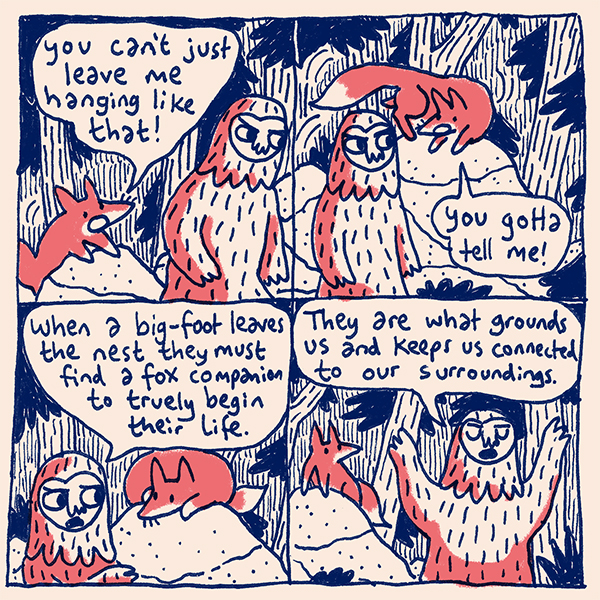 you can't just
leave me
hanging like
that!
you gotta
tell me!
When a big-foot leaves
the nest they must
find a fox companion
to truely begin
their life.
They are what grounds
us and keeps us connected
to our surroundings.